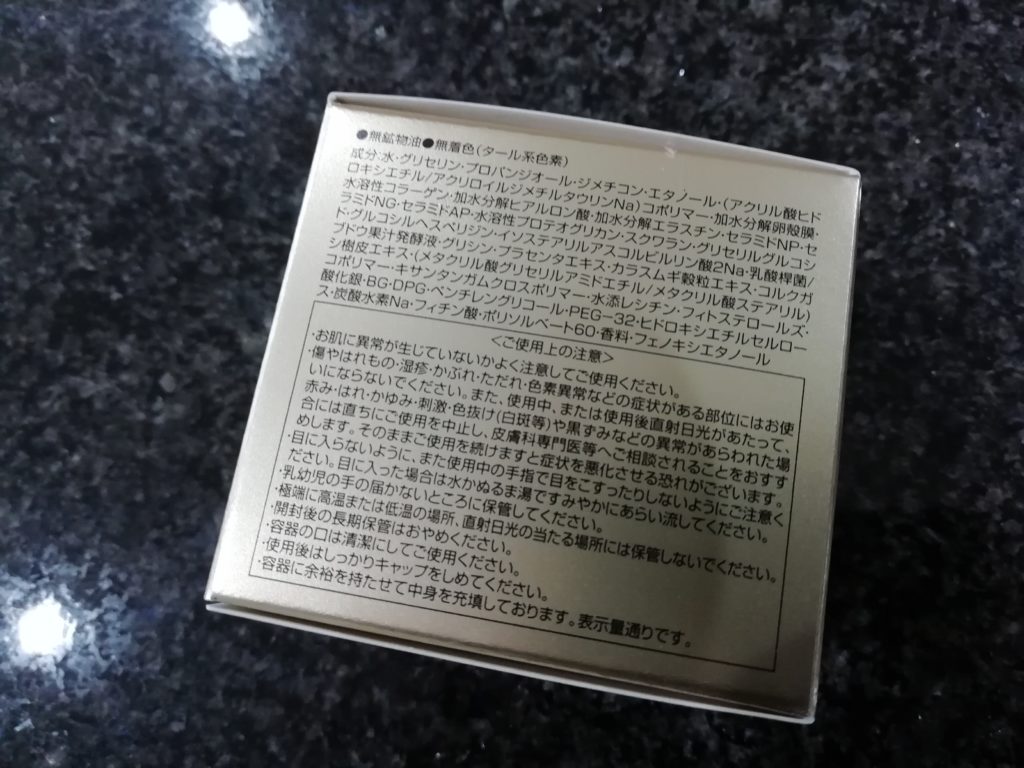 ●無鉱物油●無着色(タール系色素)
成分:水・グリセリン・プロパンジオール・ジメチコン・エタノール・(アクリル酸ヒド
ロキシエチル/アクリロイルジメチルタウリンNa)コポリマー・加水分解卵殻膜・
水溶性コラーゲン・加水分解ヒアルロン酸・加水分解エラスチン・セラミドNP・セ
ラミドNG・セラミドAP・水溶性プロテオグリカン・スクワラン・グリセリルグルコシ
ド・グルコシルヘスペリジン・イソステアリルアスコルビルリン酸2Na・乳酸桿菌/
ブドウ果汁発酵液・グリシン・プラセンタエキス・カラスムギ穀粒エキス・コルクガ
シ樹皮エキス・(メタクリル酸グリセリルアミドエチル/メタクリル酸ステアリル)
コポリマー・キサンタンガムクロスポリマー・水添レシチン・フィトステロールズ・
酸化銀・BG・DPG・ペンチレングリコール・PEG-32・ヒドロキシエチルセルロー
ス・炭酸水素Na・フィチン酸・ポリソルベート60・香料・フェノキシエタノール
<ご使用上の注意>
・お肌に異常が生じていないかよく注意してご使用ください。
・傷やはれもの・湿疹・かぶれ・ただれ・色素異常などの症状がある部位にはお使
いにならないでください。また、使用中、または使用後直射日光があたって、
赤み・はれ・かゆみ・刺激・色抜け(白斑等)や黒ずみなどの異常があらわれた場
合には直ちにご使用を中止し、皮膚科専門医等へご相談されることをおすす
めします。そのままご使用を続けますと症状を悪化させる恐れがございます。
・目に入らないように、また使用中の手指で目をこすったりしないようにご注意く
ださい。目に入った場合は水かぬるま湯ですみやかにあらい流してください。
・乳幼児の手の届かないところに保管してください。
・極端に高温または低温の場所、直射日光の当たる場所には保管しないでください。
・開封後の長期保管はおやめください。
・容器の口は清潔にしてご使用ください。
・使用後はしっかりキャップをしめてください。
・容器に余裕を持たせて中身を充填しております。表示量通りです。